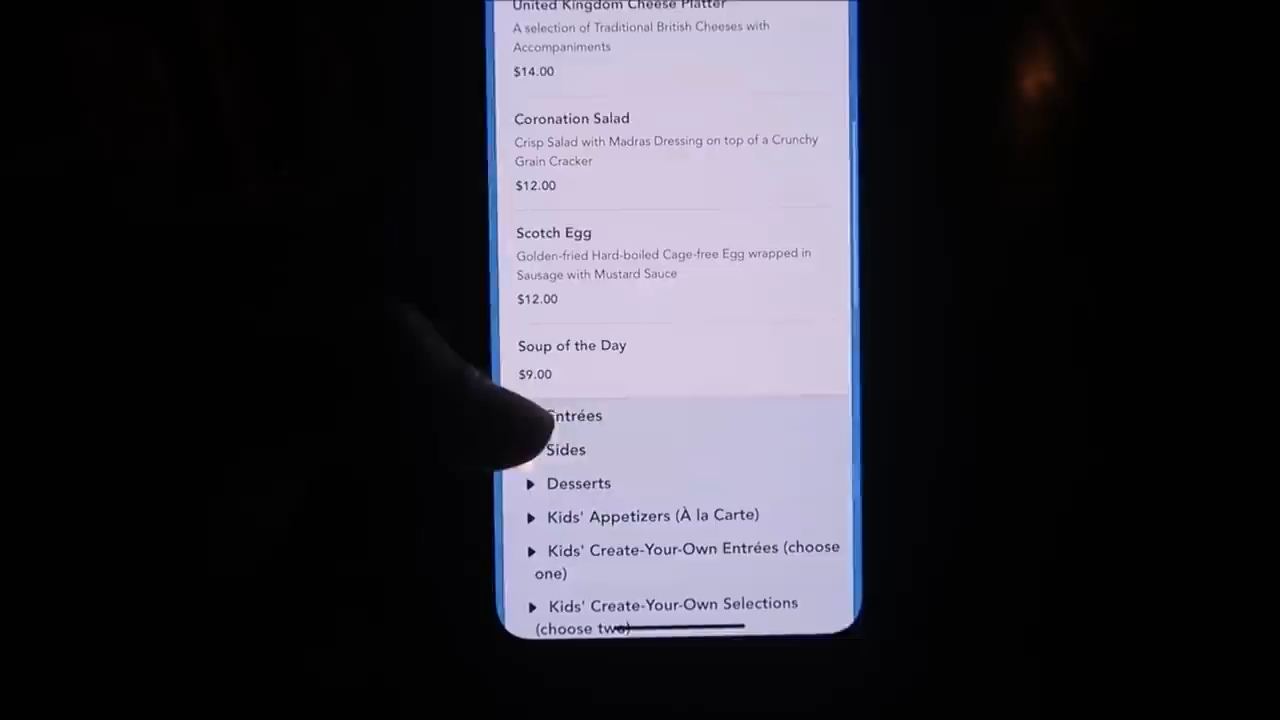 United Kingdom Cheese Platter
A selection of Traditional British Cheeses with
Accompaniments
$14.00
Coronation Salad
Crisp Salad with Madras Dressing on top of a Crunchy
Grain Cracker
$12.00
Scotch Egg
Golden-fried Hard-boiled Cage-free Egg wrapped in
Sausage with Mustard Sauce
$12.00
Soup of the Day
$9.00
Entrées
Sides
Desserts
Kids' Appetizers (À la Carte)
Kids' Create-Your-Own Entrées (choose
one)
Kids' Create-Your-Own Selections
(choose two)